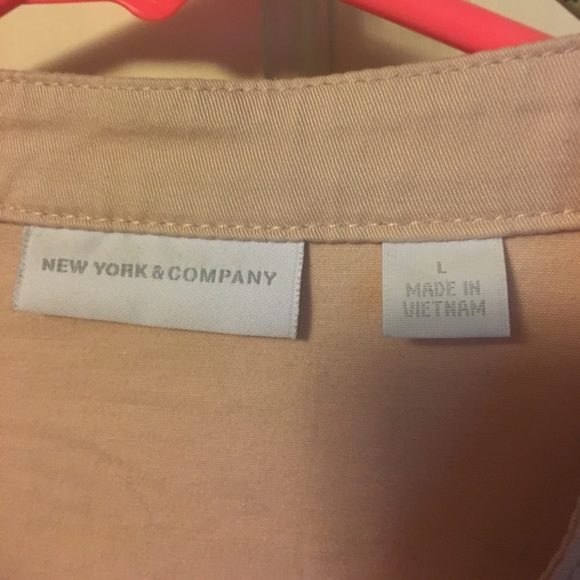 NEW YORK & COMPANY
L
MADE IN
VIETNAM